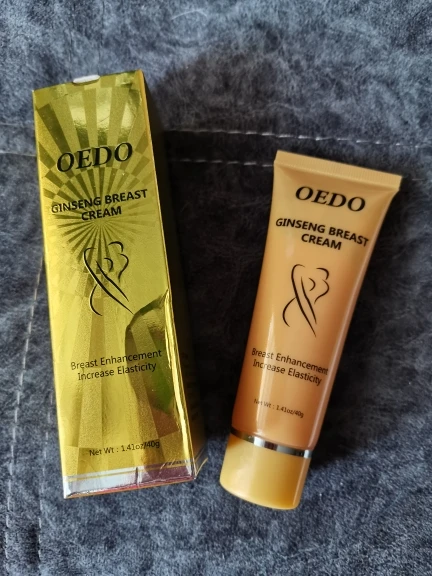 OEDO
GINSENG BREAST
CREAM
Breast Enhancement
Increase Elasticity
Net Wt : 1.41oz/40g
OEDO
GINSENG BREAST
CREAM
Breast Enhancement
Increase Elasticity
Net Wt : 1.41oz/40g